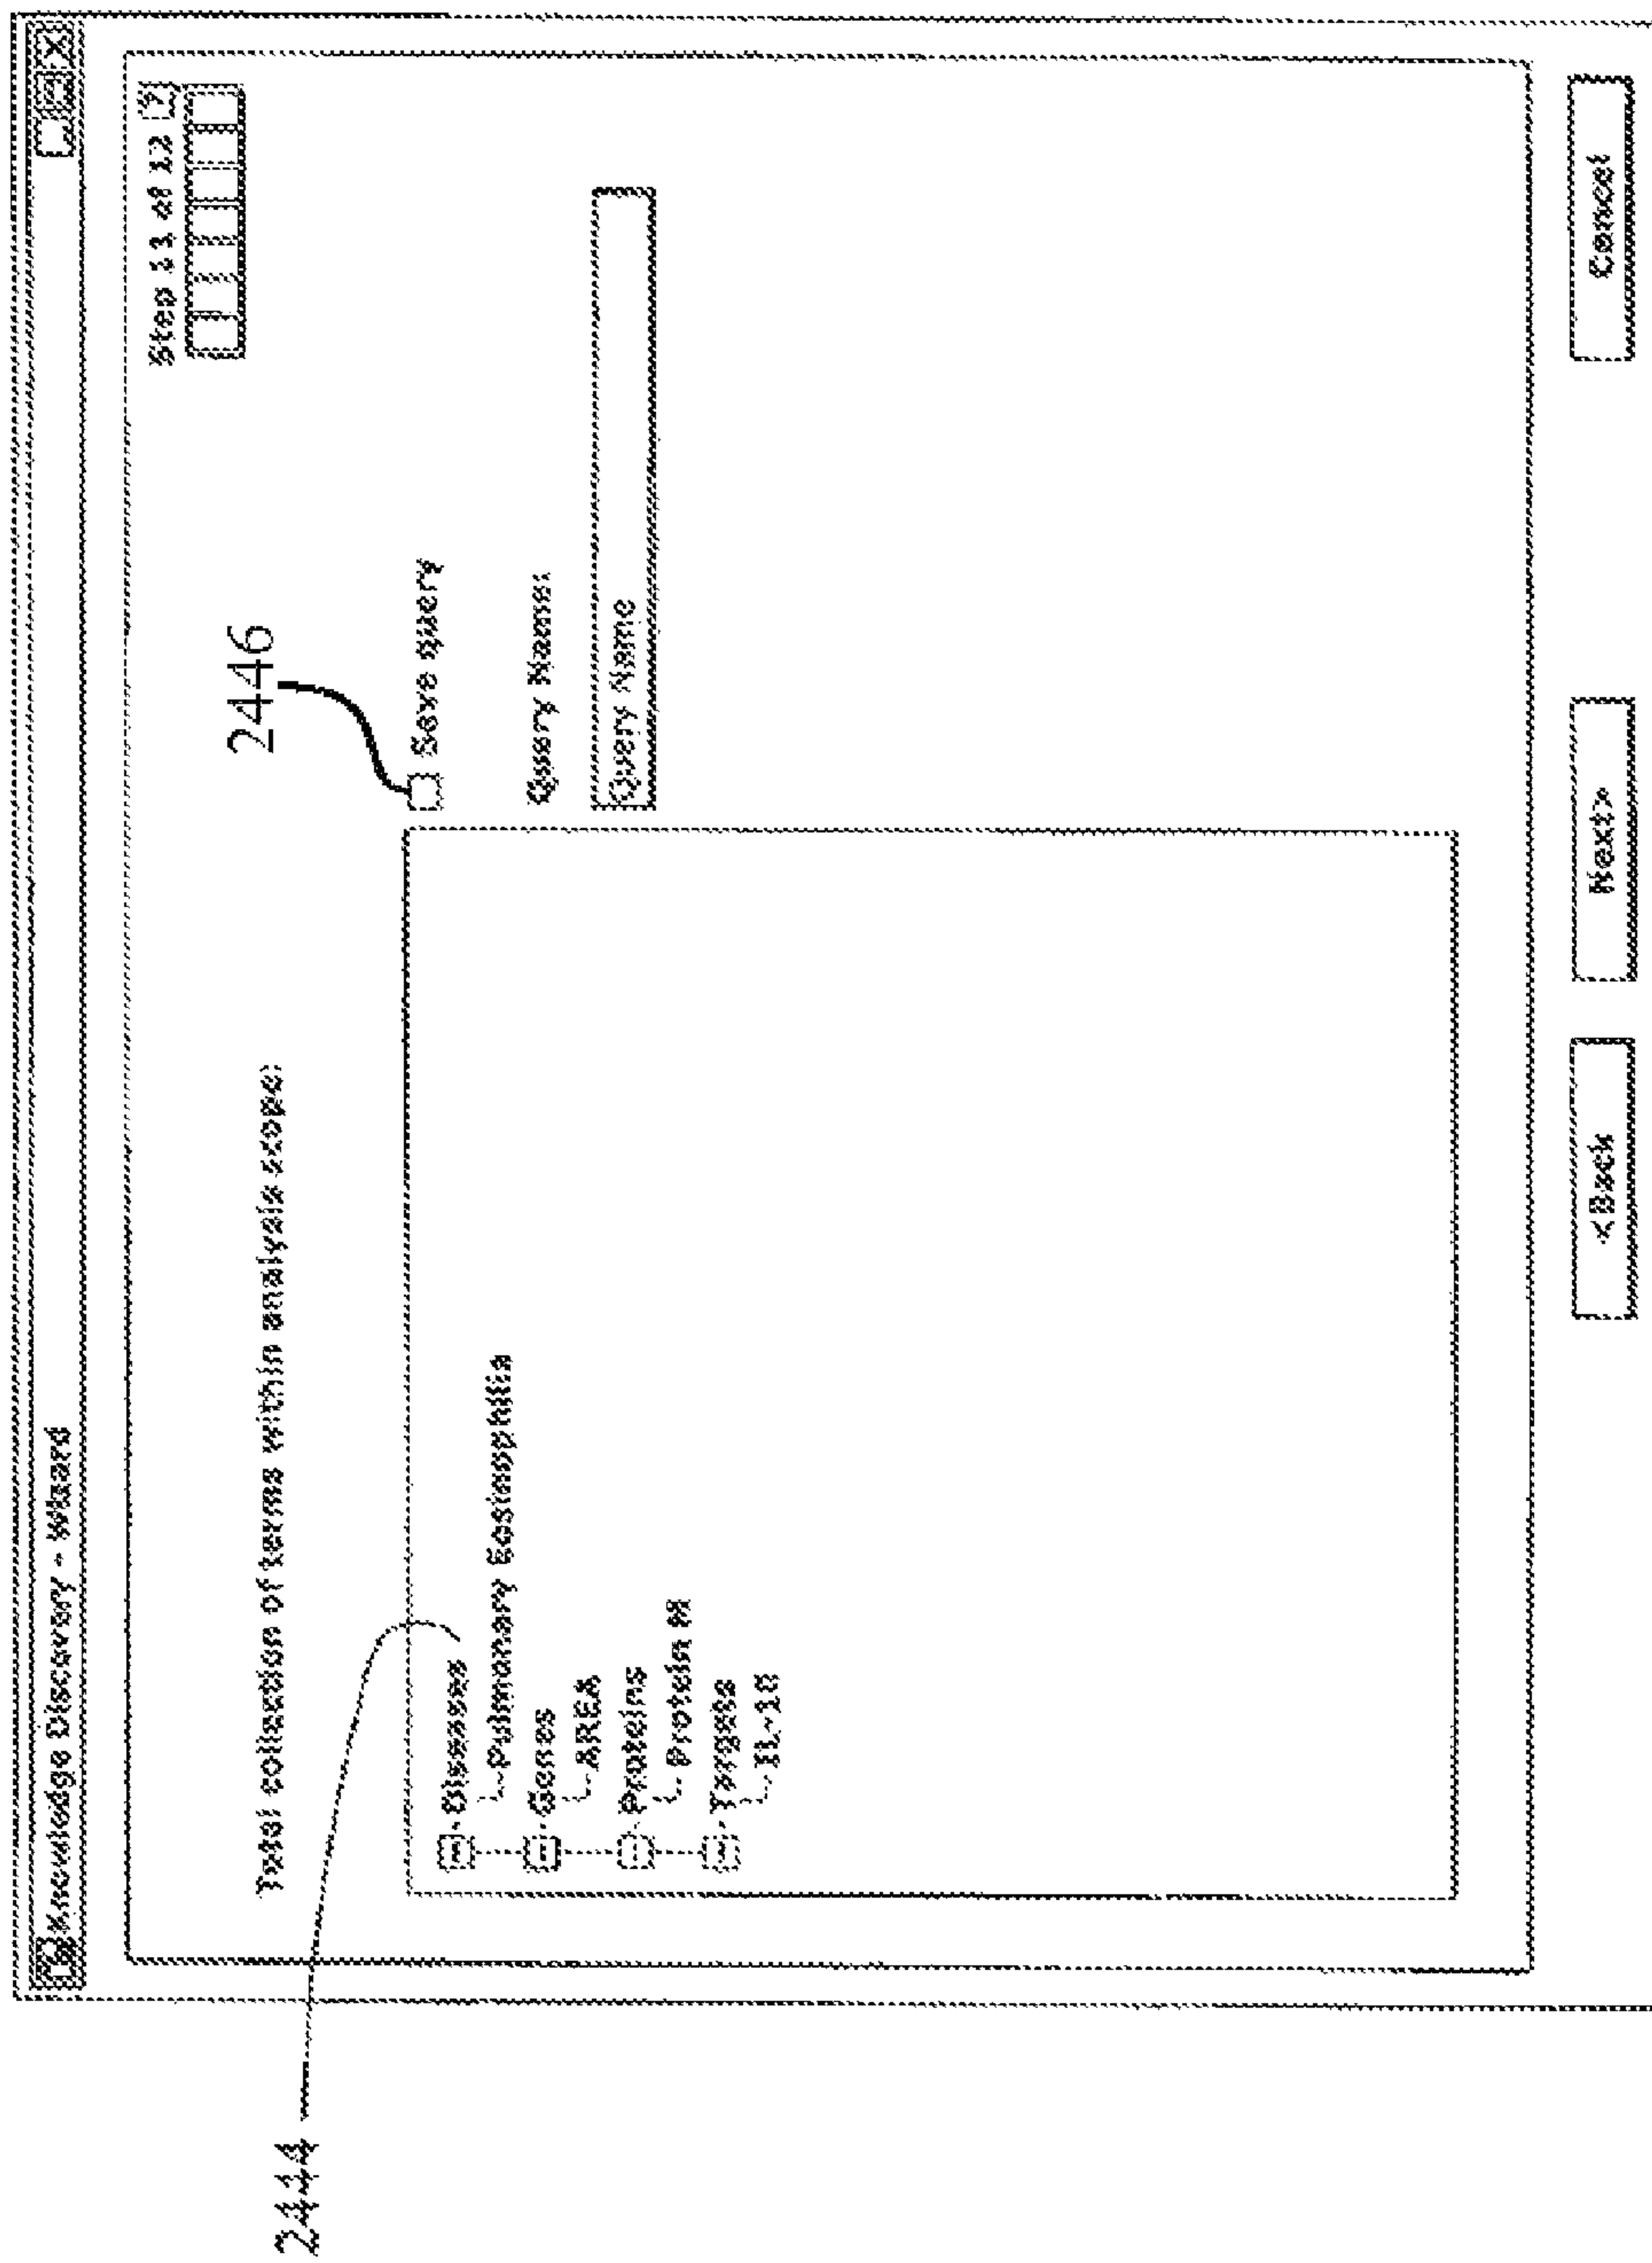 Knowledge Discovery - Wizard
Step 11 of 12 ?
Total collection of terms within analysis scope:
2444
2446
Diseases
Pulmonary Eosinophilia
Genes
AREA
Proteins
Protein M
Targets
IL-10
Save query
Query Name:
Query Name
<Back
Next>
Cancel